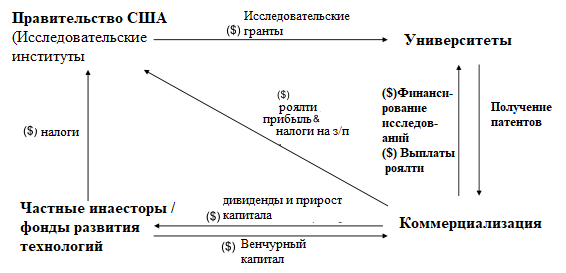 Правительство США
(Исследовательские
институты
($)
Исследовательские
гранты
Университеты
($) налоги
($)
роялти
прибыль &
налоги на з/п
($)Финанси-
рование
исследов-
аний
($) Выплаты
роялти
Получение
патентов
Частные инаесторы /
фонды развития
технологий
дивиденды и прирост
($) капитала
($) Венчурный
капитал
Коммерциализация